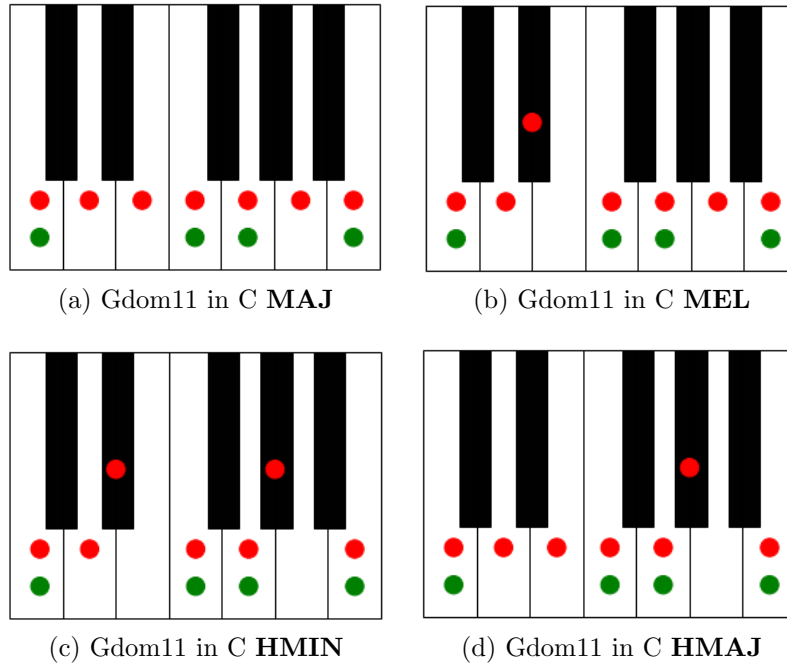 (a) Gdom11 in C MAJ
(b) Gdom11 in C MEL
(c) Gdom11 in C HMIN
(d) Gdom11 in C HMAJ